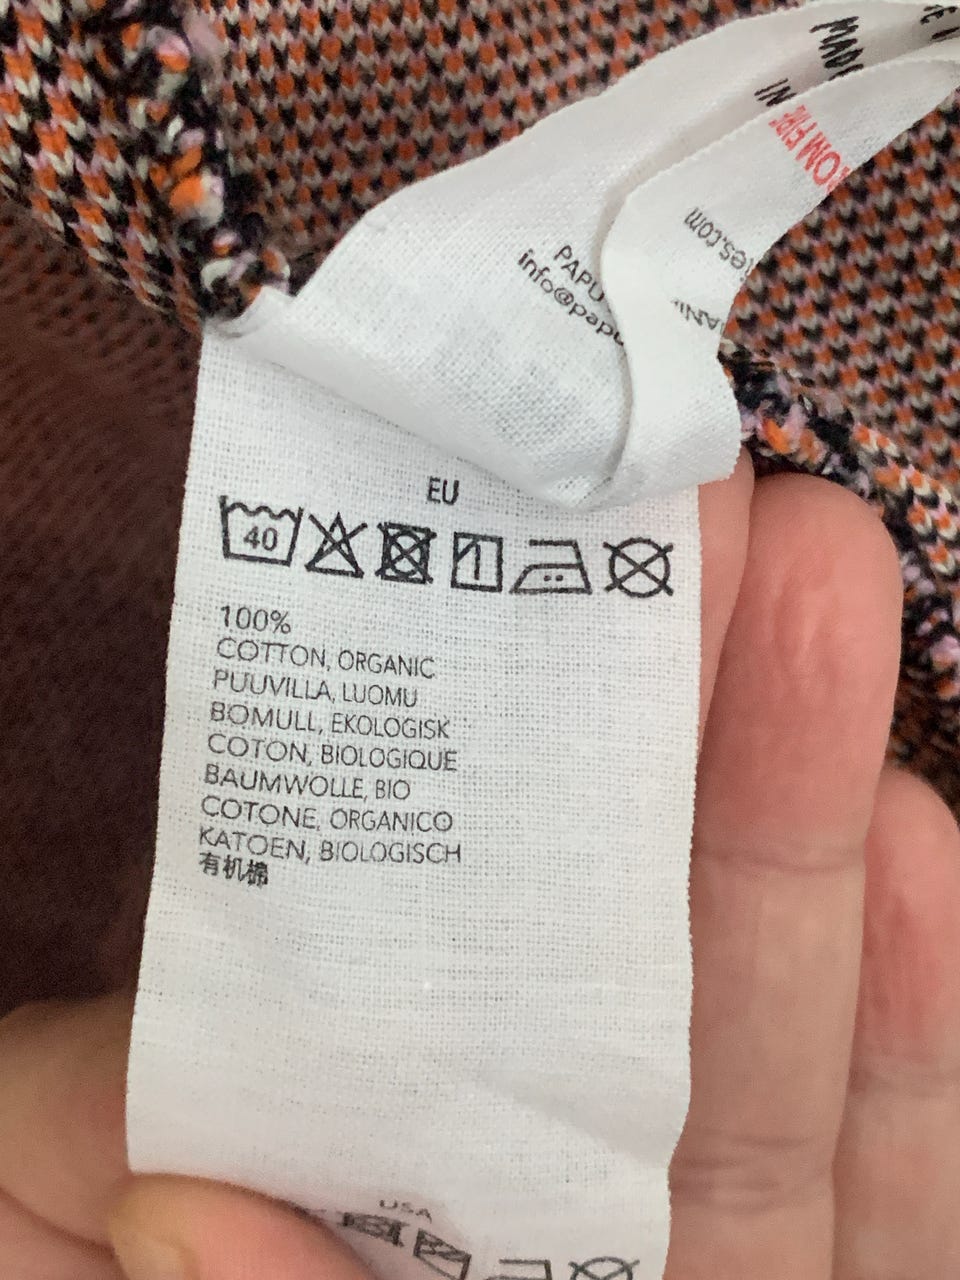 PAPU
EU
40
100%
COTTON, ORGANIC
PUUVILLA, LUOMU
BOMULL, EKOLOGISK
COTON, BIOLOGIQUE
BAUMWOLLE, BIO
COTONE, ORGANICO
KATOEN, BIOLOGISCH
有机棉
USA